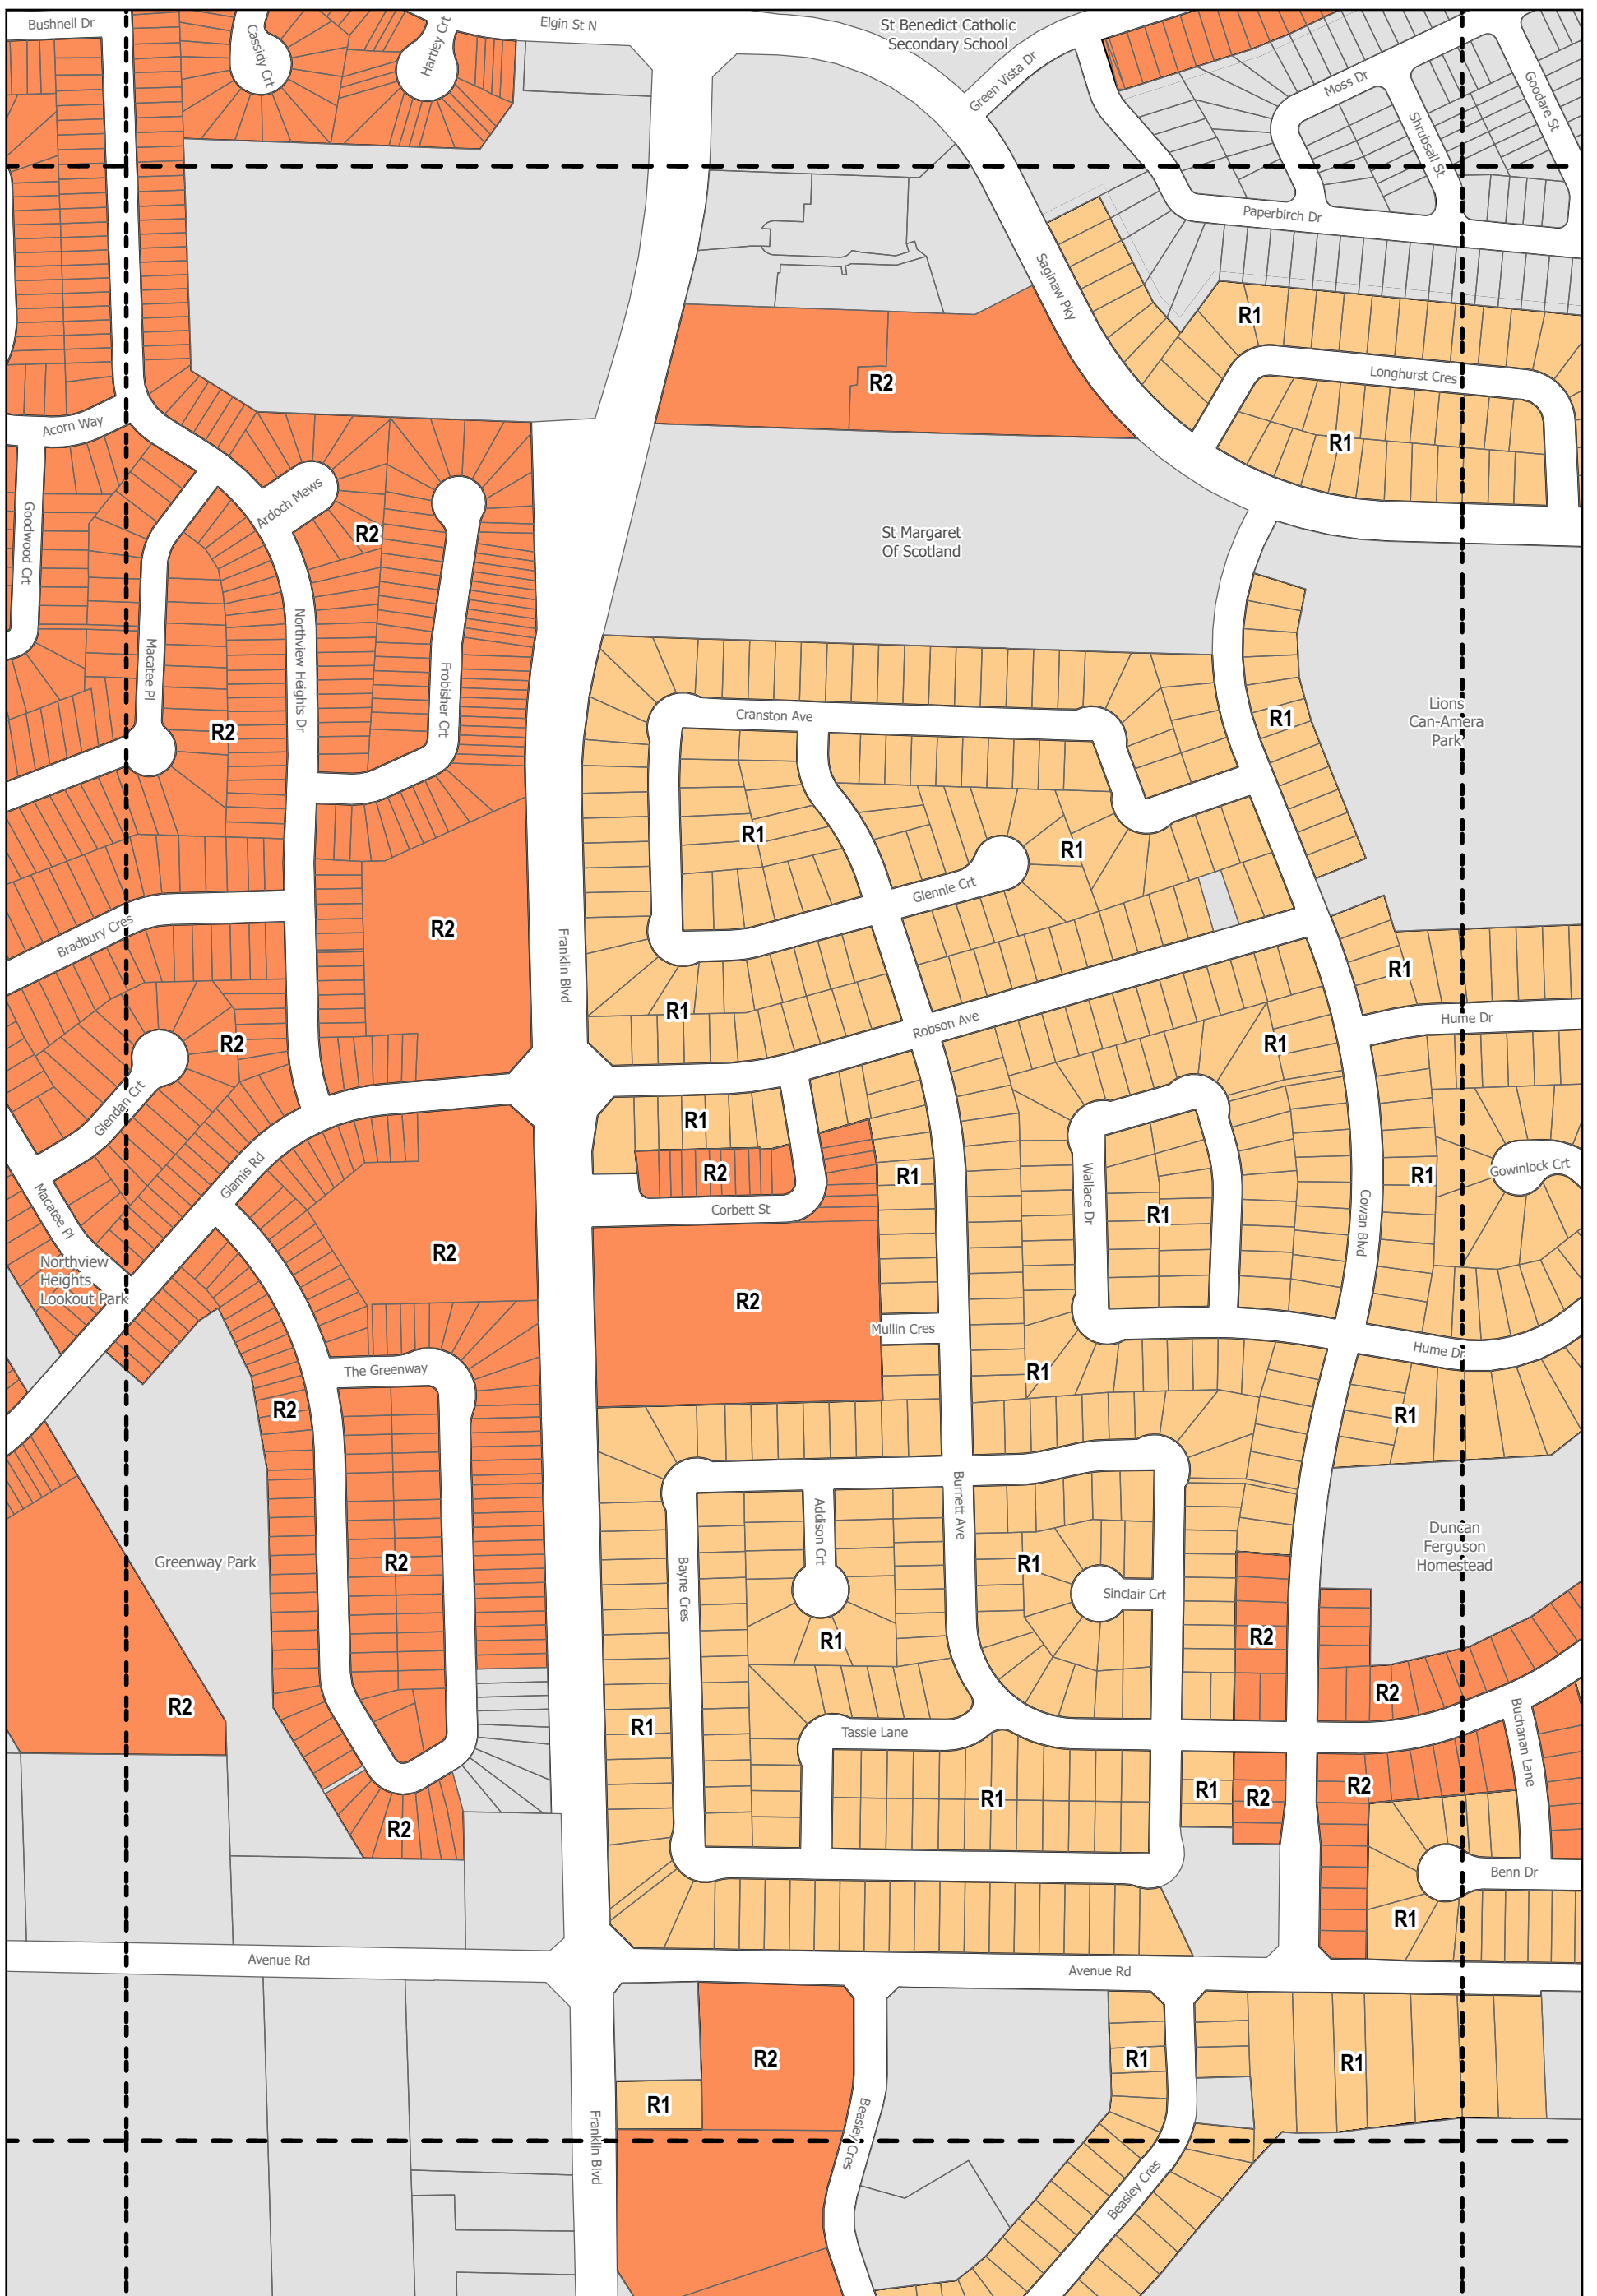 Bushnell Dr
Cassidy Crt
Hartley Crt
Elgin St N
St Benedict Catholic
Secondary School
Green Vista Dr
Moss Dr
Goodare St
Shrubsall St
Paperbirch Dr
Saginaw Pky
R1
Longhurst Cres
R2
R1
Acorn Way
Ardoch Mews
Goodwood Crt
R2
St Margaret
Of Scotland
Macatee Pl
Northview Heights Dr
Frobisher Crt
R2
Cranston Ave
R1
Lions
Can-Amera
Park
R1
R1
Glennie Crt
Bradbury Cres
R2
Franklin Blvd
R1
R1
Robson Ave
Hume Dr
R2
R1
Glendan Crt
R1
R2
Glamis Rd
Macatee Pl
Corbett St
R1
Wallace Dr
R1
Cowan Blvd
R1
Gowinlock Crt
Northview
Heights
Lookout Park
R2
R2
Mullin Cres
Hume Dr
The Greenway
R2
R1
R1
Burnett Ave
Addison Crt
Greenway Park
R2
Bayne Cres
R1
Sinclair Crt
Duncan
Ferguson
Homestead
R1
R2
R2
R2
R1
Tassie Lane
Buchanan Lane
R1
R1
R2
R2
R2
Benn Dr
R1
Avenue Rd
Avenue Rd
R2
R1
R1
R1
Franklin Blvd
Beasley Cres
Beasley Cres